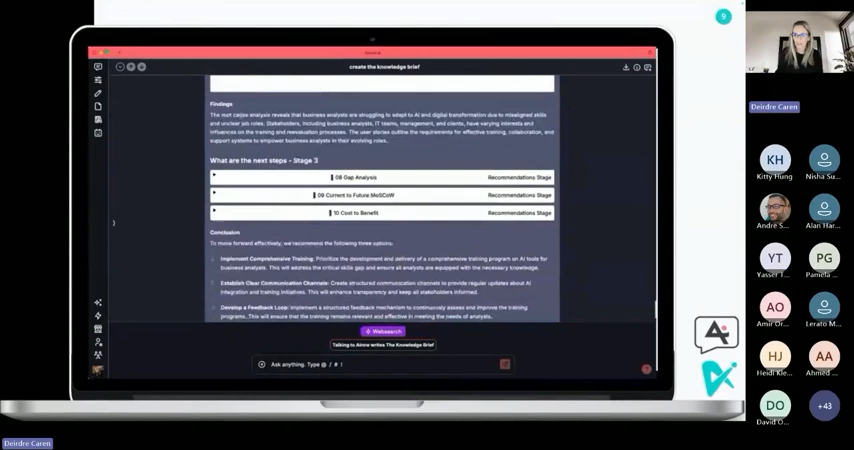 9
create the knowledge brief
Findings
The root carjse analysis reveals that business analysts are struggling to adapt to AI and digital transformation due to misaligned skills
and unclear job roles. Stakeholders, including business analysts, IT teams, management, and clients, have varying interests and
influences on the training and reevaluation processes. The user stories outline the requirements for effective training, collaboration, and
support systems to empower business analysts in their evolving roles.
What are the next steps - Stage 3
08 Gap Analysis Recommendations Stage
09 Current to Future MoSCoW Recommendations Stage
10 Cost to Benefit Recommendations Stage
Conclusion
To move forward effectively, we recommend the following three options:
Implement Comprehensive Training: Prioritize the development and delivery of a comprehensive training program on AI tools for
business analysts. This will address the critical skills gap and ensure all analysts are equipped with the necessary knowledge.
Establish Clear Communication Channels: Create structured communication channels to provide regular updates about AI
integration and training initiatives. This will enhance transparency and keep all stakeholders informed.
Develop a Feedback Loop: Implement a structured feedback mechanism to continuously assess and improve the training
programs. This will ensure that the training remains relevant and effective in meeting the needs of analysts.
Websearch
Talking to Ainow writes The Knowledge Brief
Ask anything. Type @ / # !
Deirdre Caren
KH
Kitty Hung
Nisha Su...
Andre S...
Alan Har...
YT
Yasser T...
PG
Pamela ...
AO
Amir Or...
Lerato M...
HJ
Heidi Kle...
AA
Ahmed ...
DO
David O...
+43
Deirdre Caren